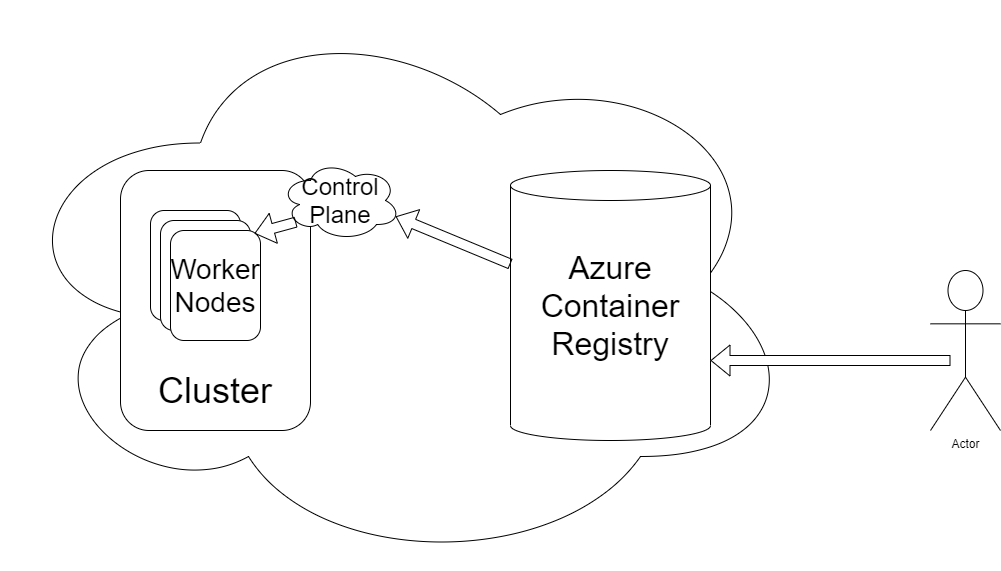 Control
Plane
Worker
Nodes
Cluster
Azure
Container
Registry
Actor